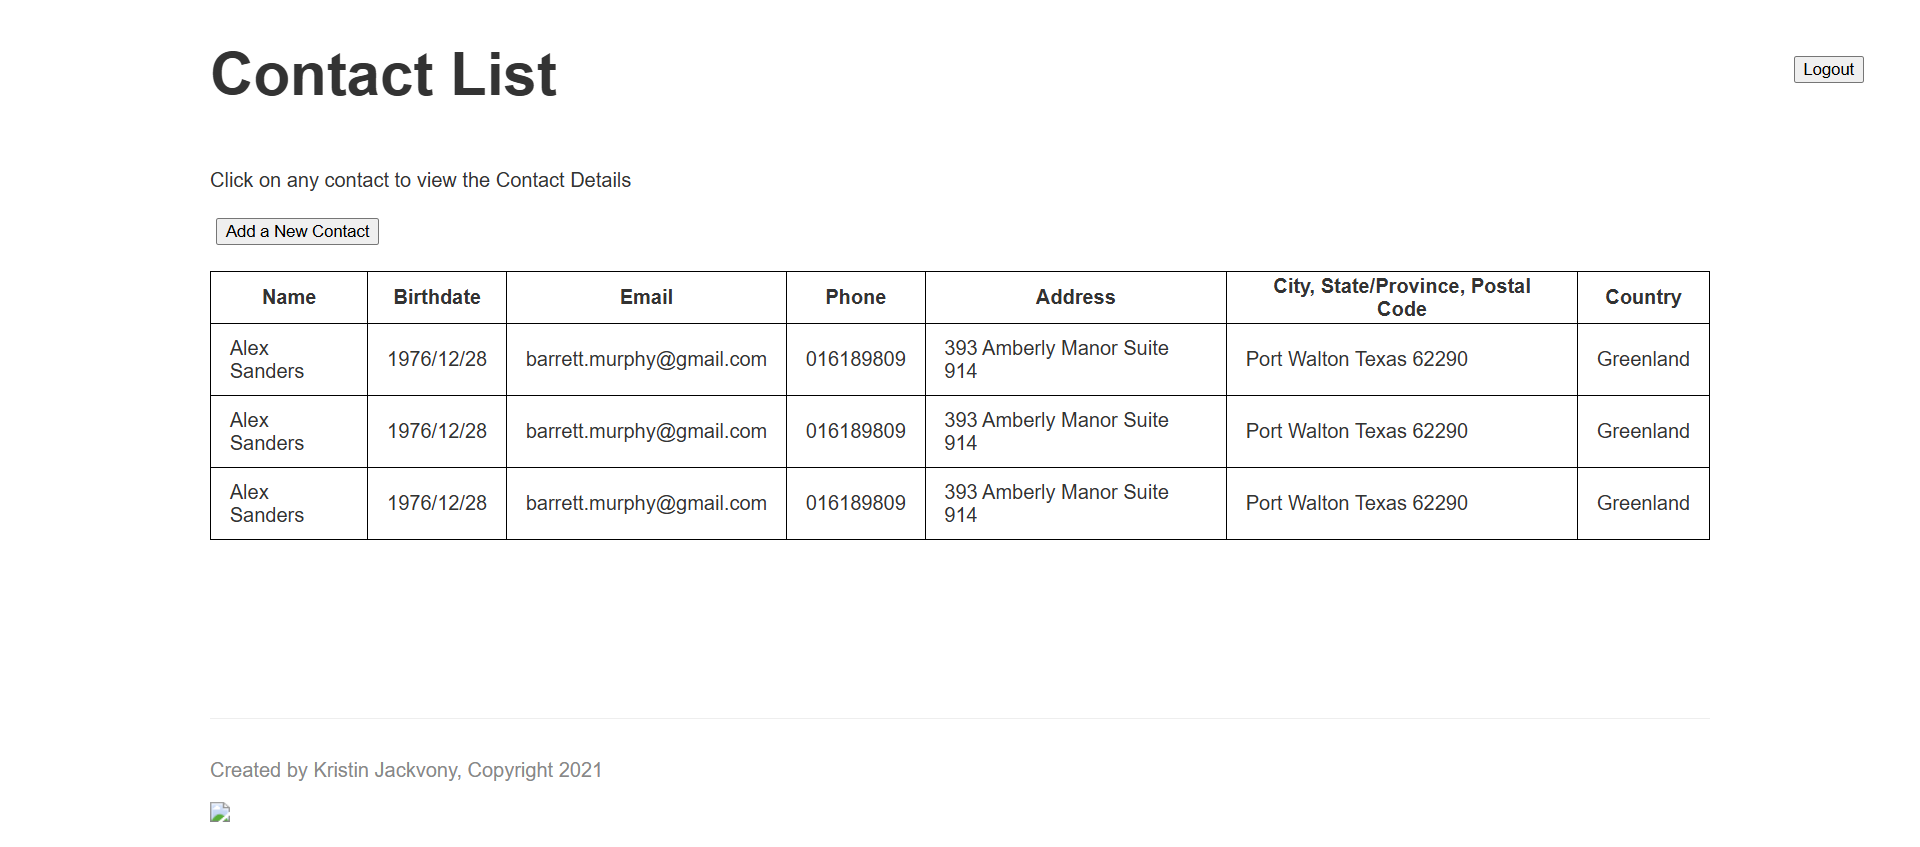 Contact List
Logout
Click on any contact to view the Contact Details
Add a New Contact
Name Birthdate Email Phone Address City, State/Province, Postal Code Country
Alex Sanders 1976/12/28 barrett.murphy@gmail.com 016189809 393 Amberly Manor Suite 914 Port Walton Texas 62290 Greenland
Alex Sanders 1976/12/28 barrett.murphy@gmail.com 016189809 393 Amberly Manor Suite 914 Port Walton Texas 62290 Greenland
Alex Sanders 1976/12/28 barrett.murphy@gmail.com 016189809 393 Amberly Manor Suite 914 Port Walton Texas 62290 Greenland
Created by Kristin Jackvony, Copyright 2021